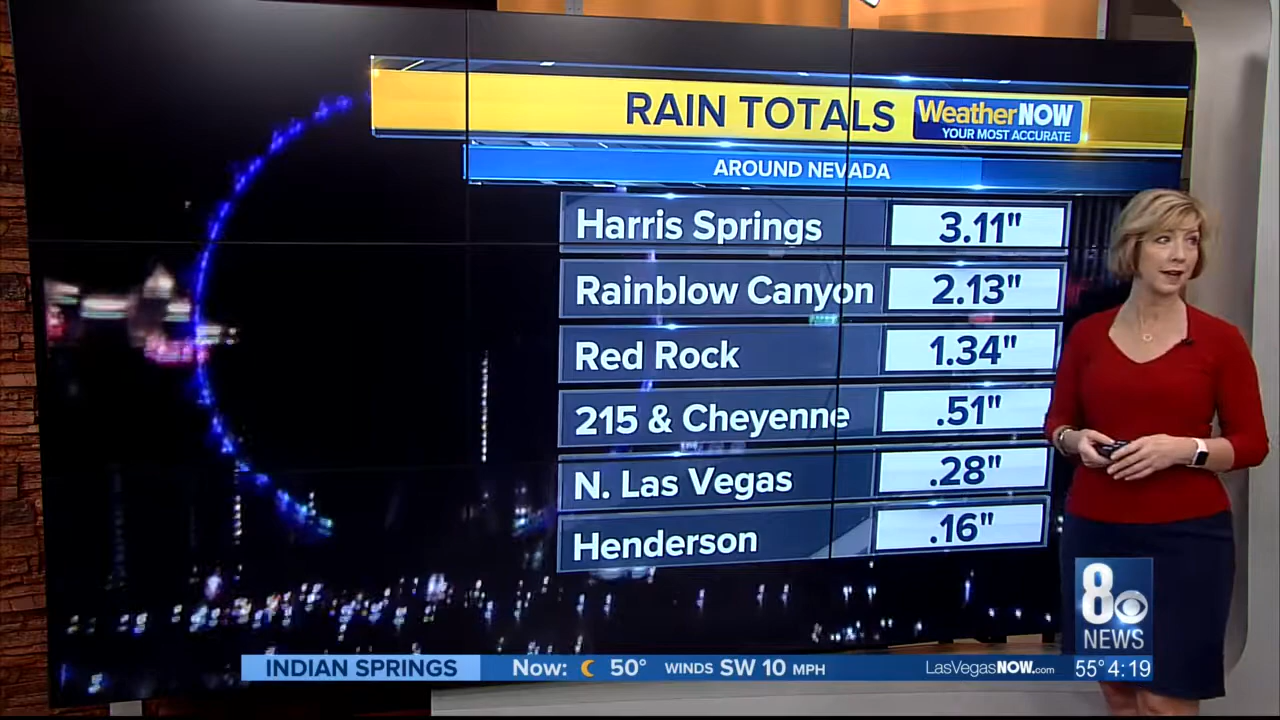 RAIN TOTALS
WeatherNOW
YOUR MOST ACCURATE
AROUND NEVADA
Harris Springs 3.11"
Rainblow Canyon 2.13"
Red Rock 1.34"
215 & Cheyenne .51"
N. Las Vegas .28"
Henderson .16"
8
NEWS
INDIAN SPRINGS Now: 50° WINDS SW 10 MPH LasVegasNOW.com 55° 4:19